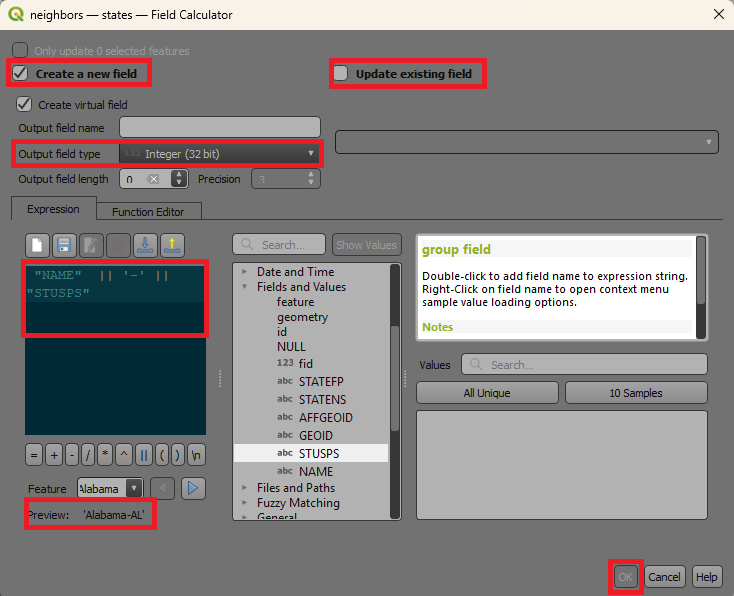 neighbors — states — Field Calculator
Only update 0 selected features
Create a new field
Update existing field
Create virtual field
Output field name
Output field type 123 Integer (32 bit)
Output field length 0 Precision 3
Expression Function Editor
Search... Show Values
"NAME" || '-' ||
"STUSPS"
= + - / * ^ || ( ) \n
Feature Alabama
Preview: 'Alabama-AL'
Date and Time
Fields and Values
feature
geometry
id
NULL
123 fid
abc STATEFP
abc STATENS
abc AFFGEOID
abc GEOID
abc STUSPS
abc NAME
Files and Paths
Fuzzy Matching
General
group field
Double-click to add field name to expression string.
Right-Click on field name to open context menu
sample value loading options.
Notes
Values Search...
All Unique 10 Samples
OK Cancel Help